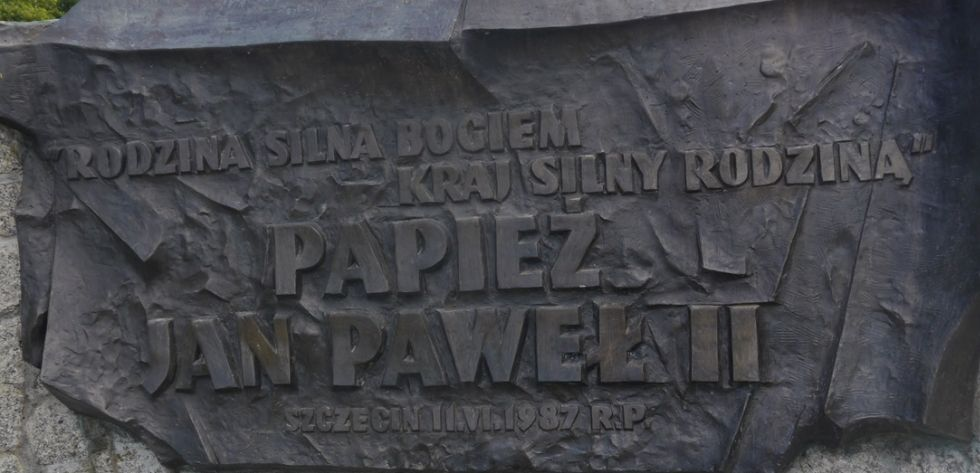 "RODZINA SILNA BOGIEM
KRAJ SILNY RODZINĄ"
PAPIEŻ
JAN PAWEŁ II
SZCZECIN 11.VI.1987 R.P.